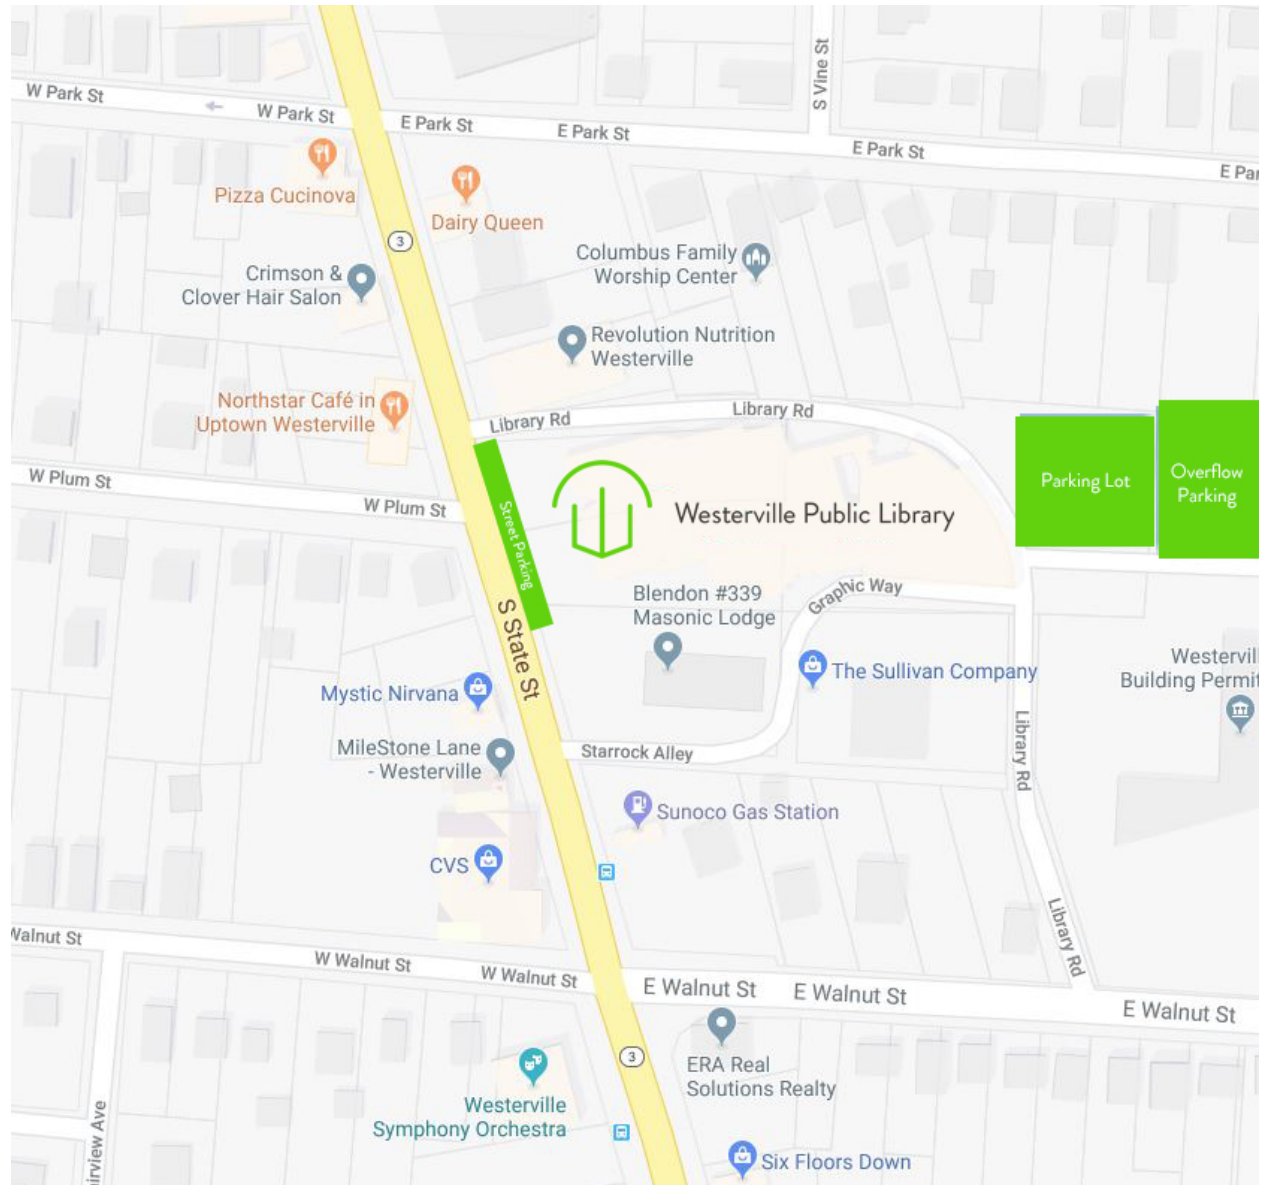 S Vine St
W Park St
W Park St
E Park St
E Park St
E Park St
E Par
Pizza Cucinova
Dairy Queen
3
Columbus Family
Worship Center
Crimson &
Clover Hair Salon
Revolution Nutrition
Westerville
Northstar Café in
Uptown Westerville
Library Rd
Library Rd
W Plum St
W Plum St
Street Parking
Westerville Public Library
Parking Lot
Overflow
Parking
Blendon #339
Masonic Lodge
Graphic Way
S State St
The Sullivan Company
Westervil
Building Permit
Mystic Nirvana
MileStone Lane
- Westerville
Starrock Alley
Library Rd
Sunoco Gas Station
CVS
Library Rd
Walnut St
W Walnut St
W Walnut St
E Walnut St
E Walnut St
E Walnut St
3
ERA Real
Solutions Realty
Westerville
Symphony Orchestra
irview Ave
Six Floors Down